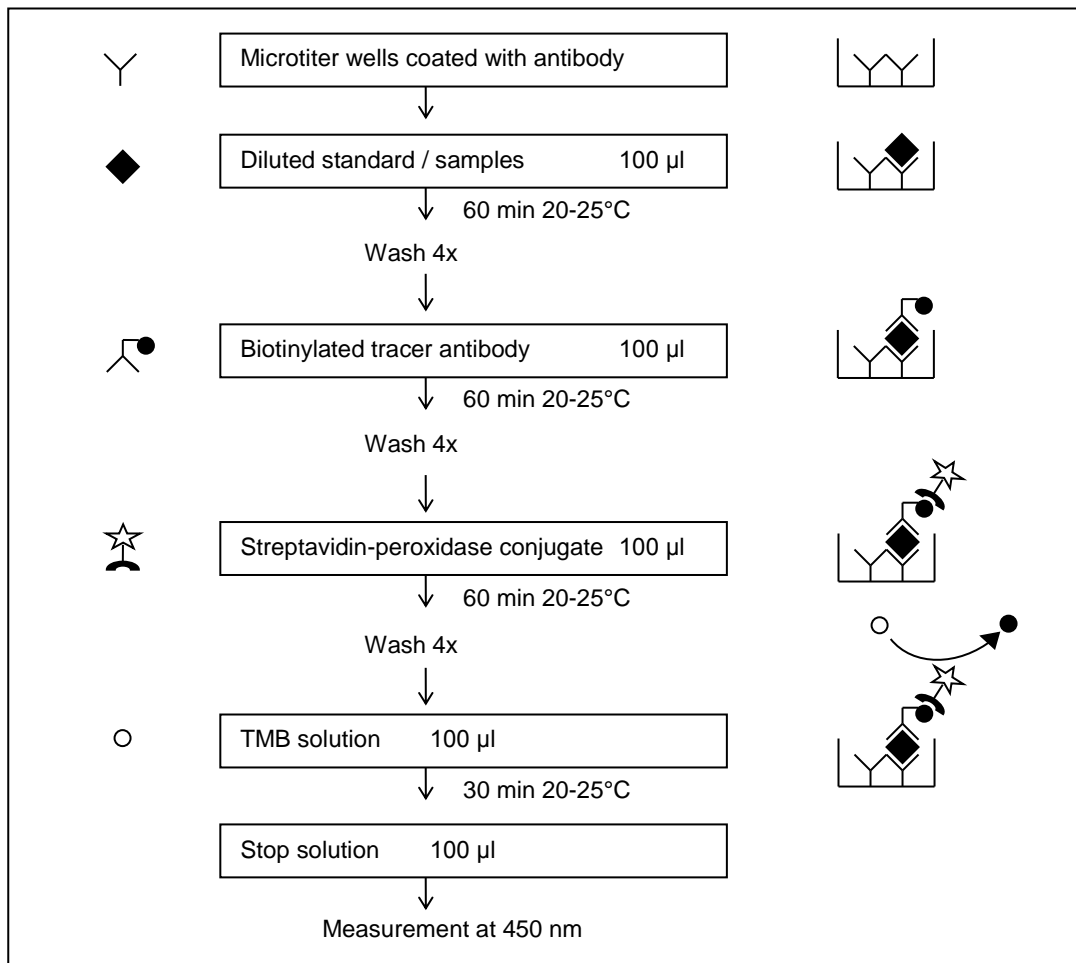 Microtiter wells coated with antibody
Diluted standard / samples 100 µl
60 min 20-25°C
Wash 4x
Biotinylated tracer antibody 100 µl
60 min 20-25°C
Wash 4x
Streptavidin-peroxidase conjugate 100 µl
60 min 20-25°C
Wash 4x
TMB solution 100 µl
30 min 20-25°C
Stop solution 100 µl
Measurement at 450 nm